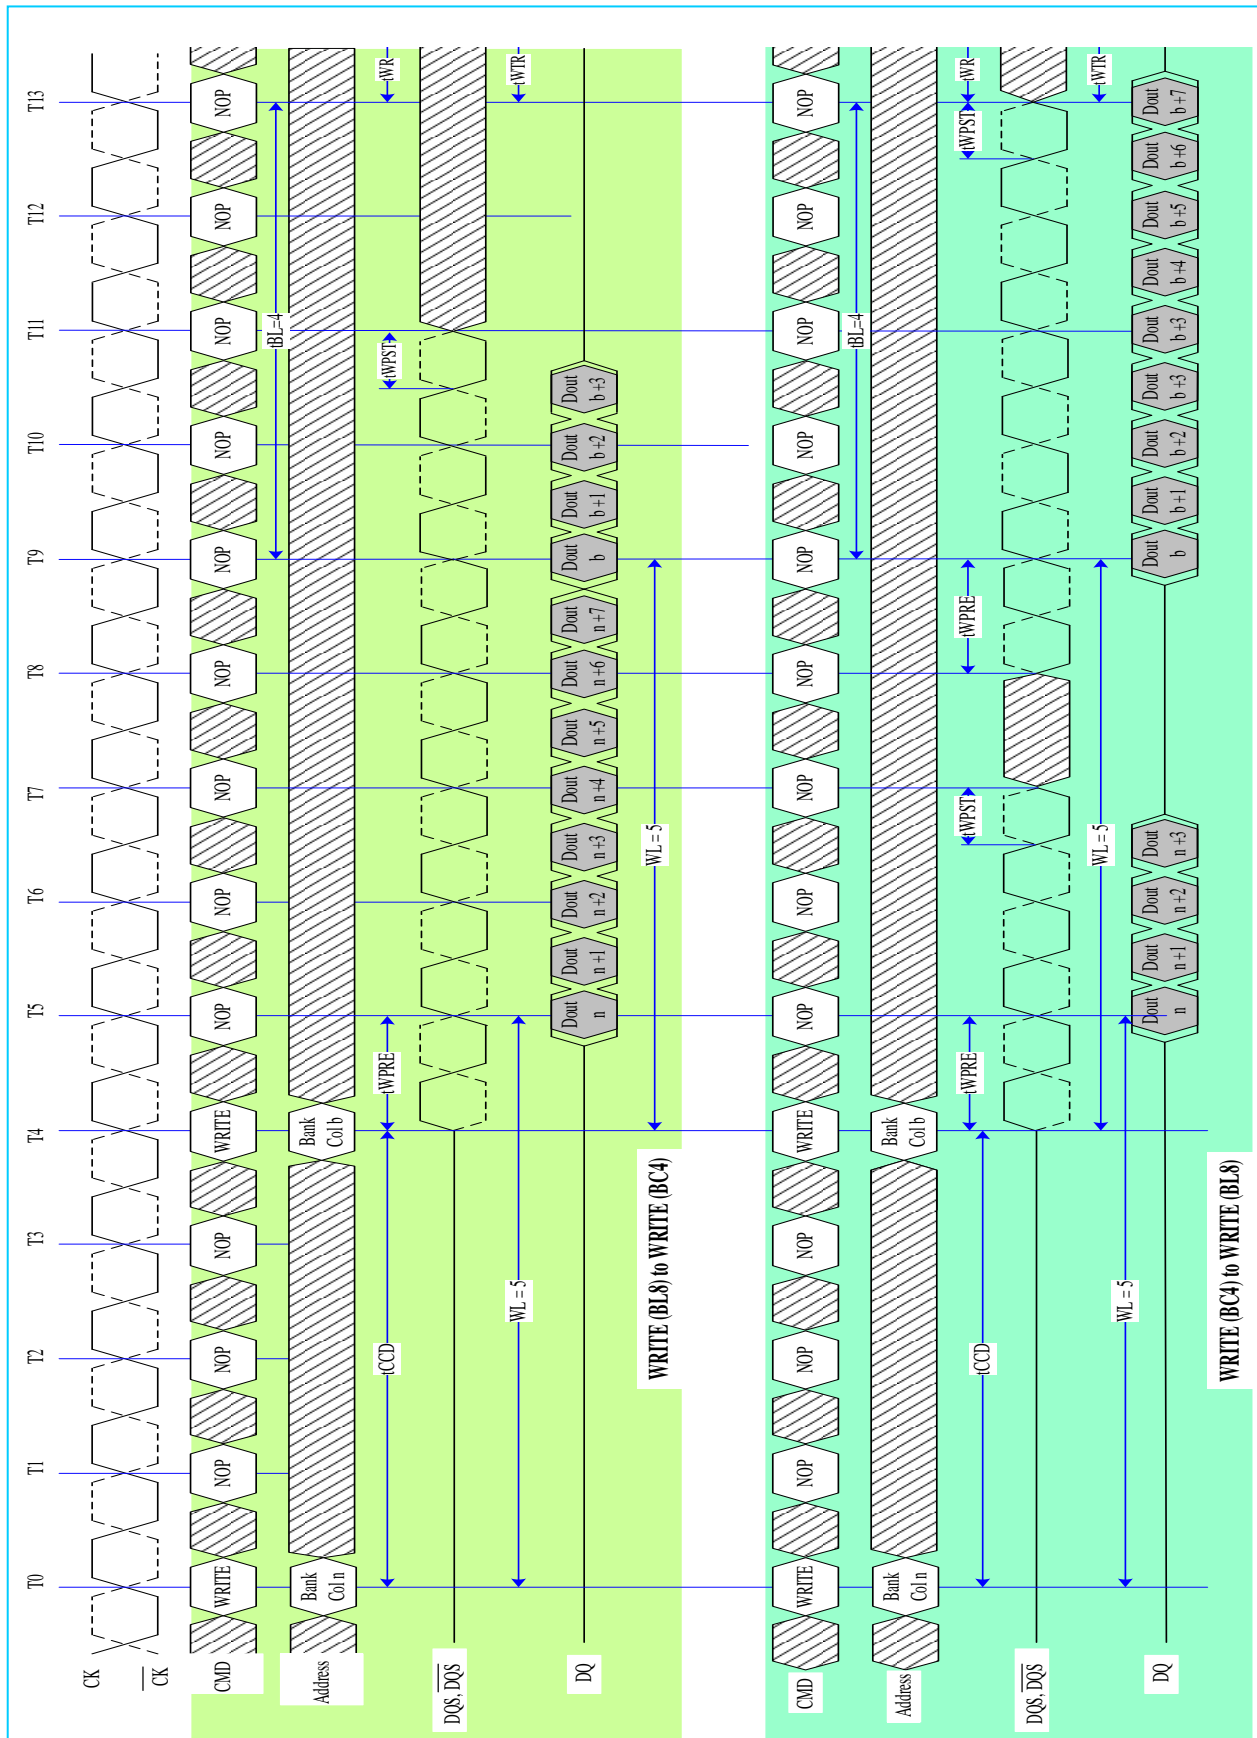 T0 T1 T2 T3 T4 T5 T6 T7 T8 T9 T10 T11 T12 T13
CK
CK
CMD WRITE NOP NOP NOP WRITE NOP NOP NOP NOP NOP NOP NOP NOP NOP
tBL=4
Address
Bank Bank
Col n Col b
tCCD tWPRE tWPST tWR
DQS, DQS
WL = 5 tWTR
DQ
Dout Dout Dout Dout Dout Dout Dout Dout Dout Dout Dout Dout
n n +1 n +2 n +3 n +4 n +5 n +6 n +7 b b +1 b +2 b +3
WL = 5
WRITE (BL8) to WRITE (BC4)
CMD WRITE NOP NOP NOP WRITE NOP NOP NOP NOP NOP NOP NOP NOP NOP
tBL=4
Address
Bank Bank
Col n Col b
tCCD tWPRE tWPST tWPRE tWPST tWR
DQS, DQS
WL = 5 tWTR
WL = 5
DQ
Dout Dout Dout Dout Dout Dout Dout Dout Dout Dout Dout Dout Dout
n n +1 n +2 n +3 b b +1 b +2 b +3 b +3 b +4 b +5 b +6 b +7
WRITE (BC4) to WRITE (BL8)